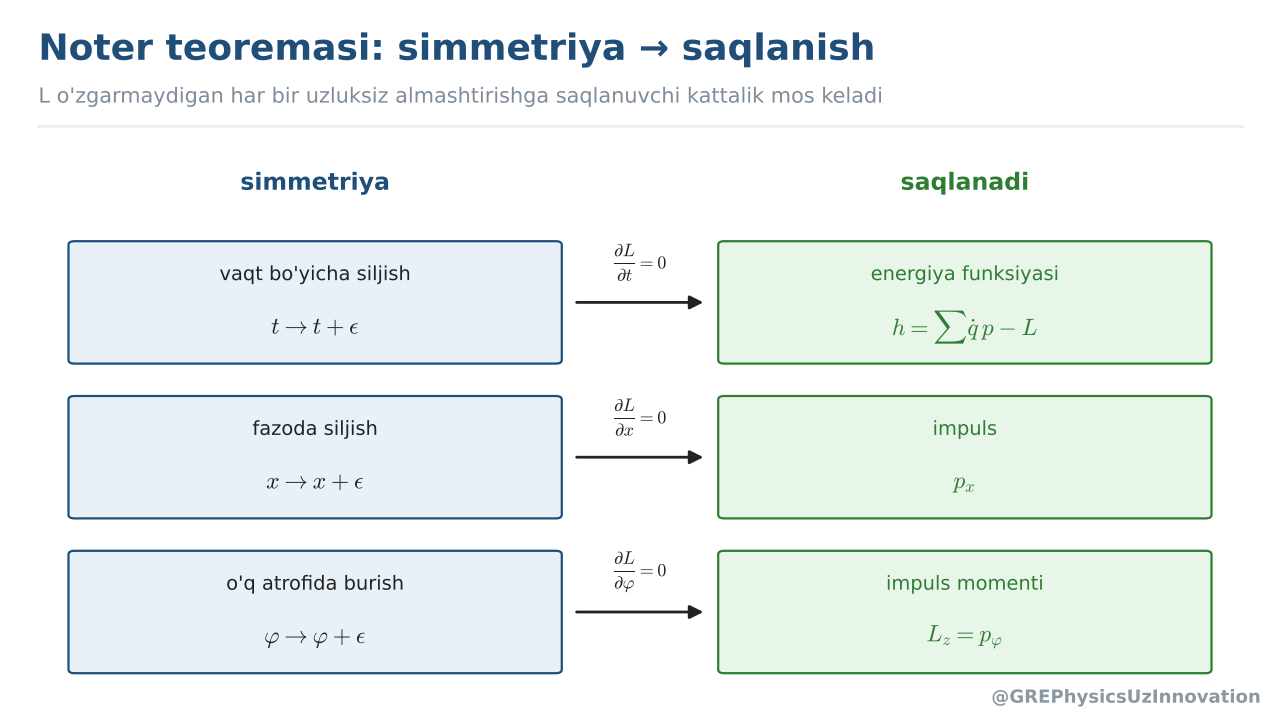 Noter teoremasi: simmetriya → saqlanish
L o'zgarmaydigan har bir uzluksiz almashtirishga saqlanuvchi kattalik mos keladi
simmetriya
saqlanadi
vaqt bo'yicha siljish
t → t + ϵ
∂L/∂t = 0
energiya funksiyasi
h = ∑ q̇ p − L
fazoda siljish
x → x + ϵ
∂L/∂x = 0
impuls
pₓ
o'q atrofida burish
φ → φ + ϵ
∂L/∂φ = 0
impuls momenti
L_z = p_φ
@GREPhysicsUzInnovation